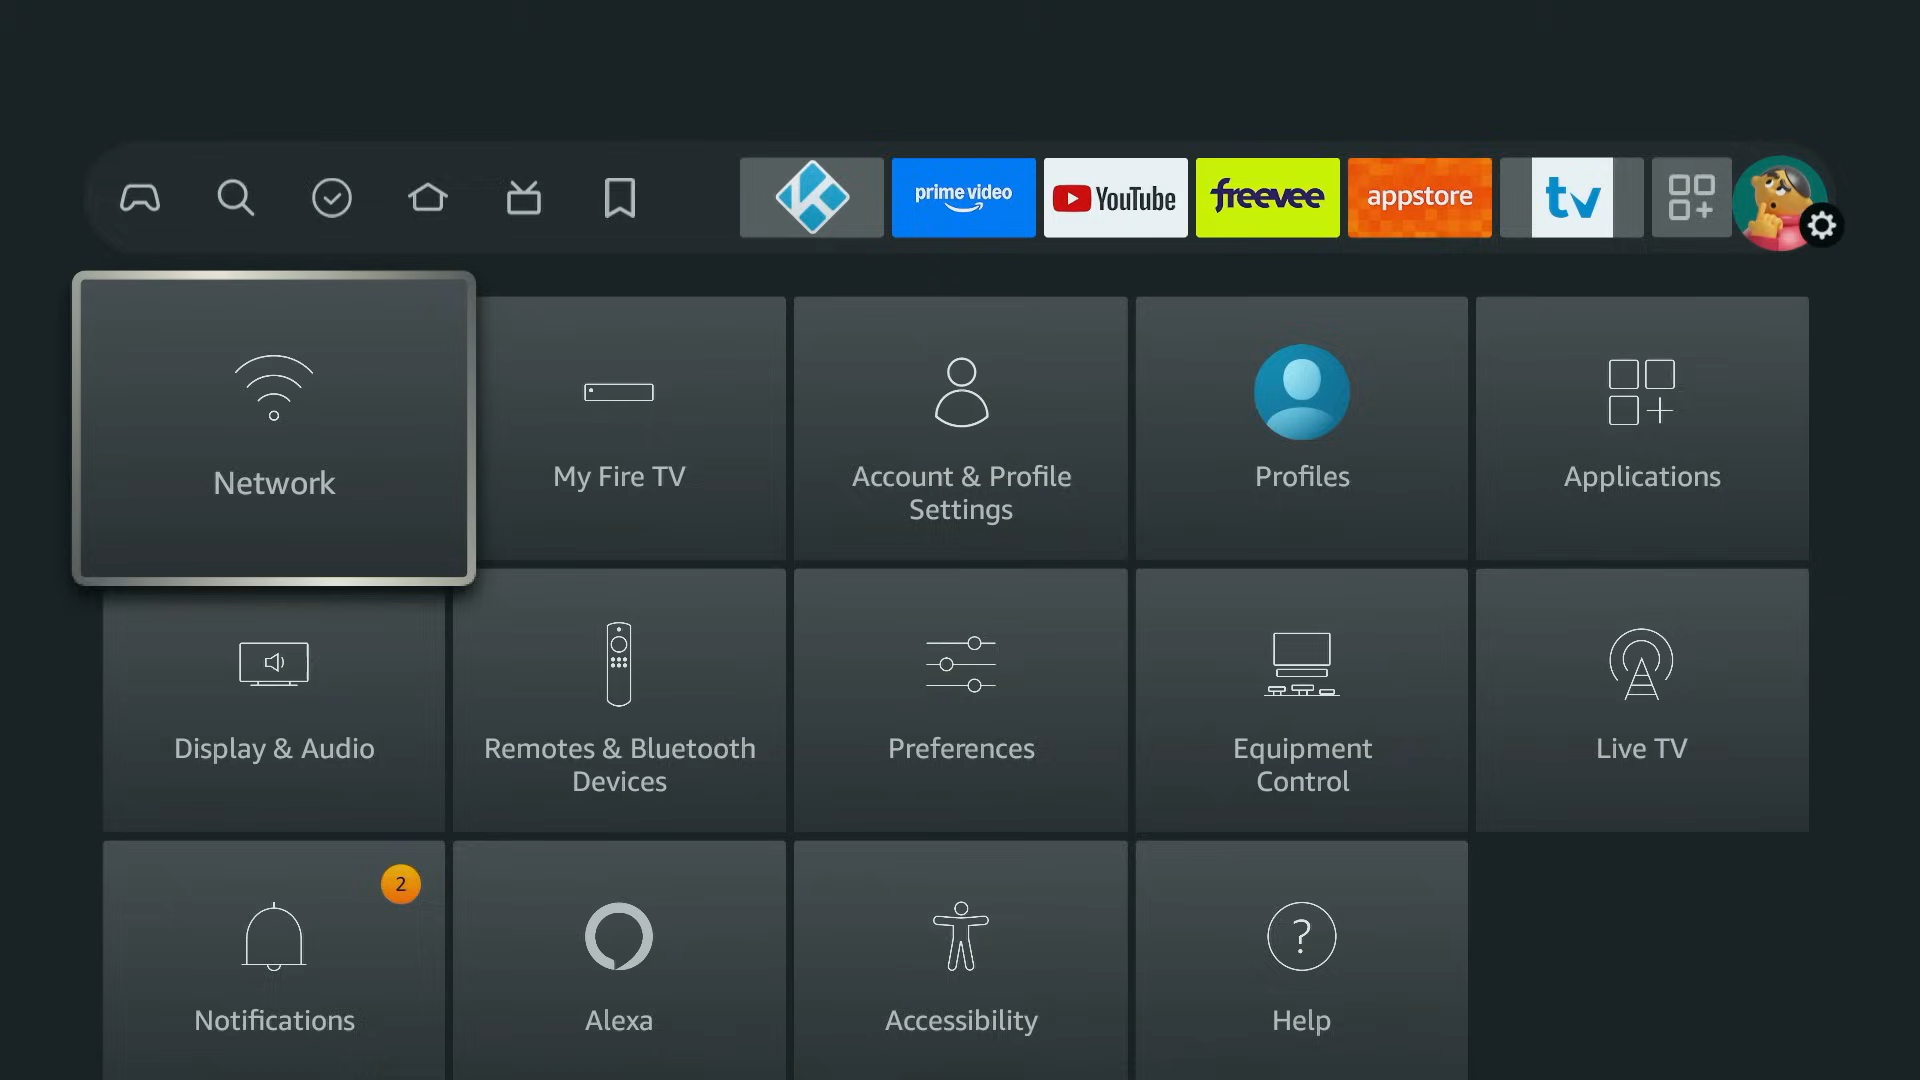 prime video
YouTube
freevee
appstore
tv
Network
My Fire TV
Account & Profile
Settings
Profiles
Applications
Display & Audio
Remotes & Bluetooth
Devices
Preferences
Equipment
Control
Live TV
2
Notifications
Alexa
Accessibility
?
Help